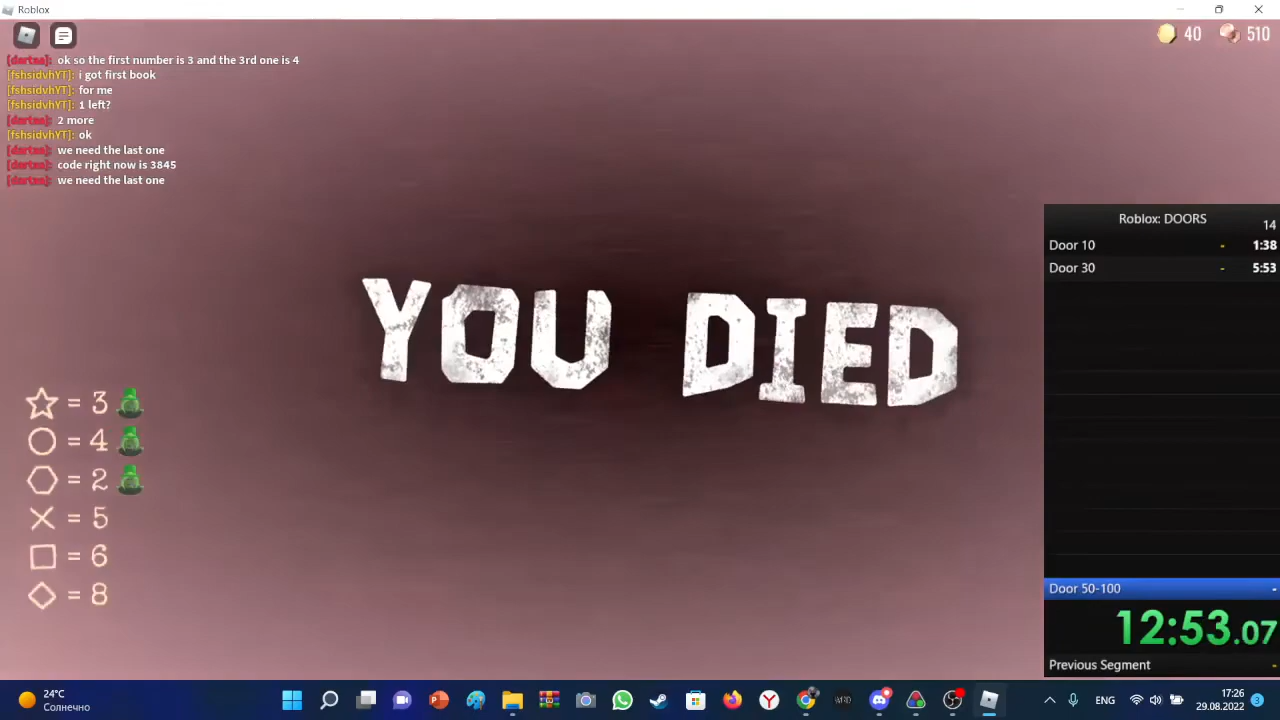 Roblox
40
510
[dartaa]: ok so the first number is 3 and the 3rd one is 4
[fshsidvhYT]: i got first book
[fshsidvhYT]: for me
[fshsidvhYT]: 1 left?
[dartaa]: 2 more
[fshsidvhYT]: ok
[dartaa]: we need the last one
[dartaa]: code right now is 3845
[dartaa]: we need the last one
Roblox: DOORS
14
Door 10 - 1:38
Door 30 - 5:53
YOU DIED
= 3
= 4
= 2
= 5
= 6
= 8
Door 50-100 -
12:53.07
Previous Segment -
24°C
Солнечно
ENG
17:26
29.08.2022
3